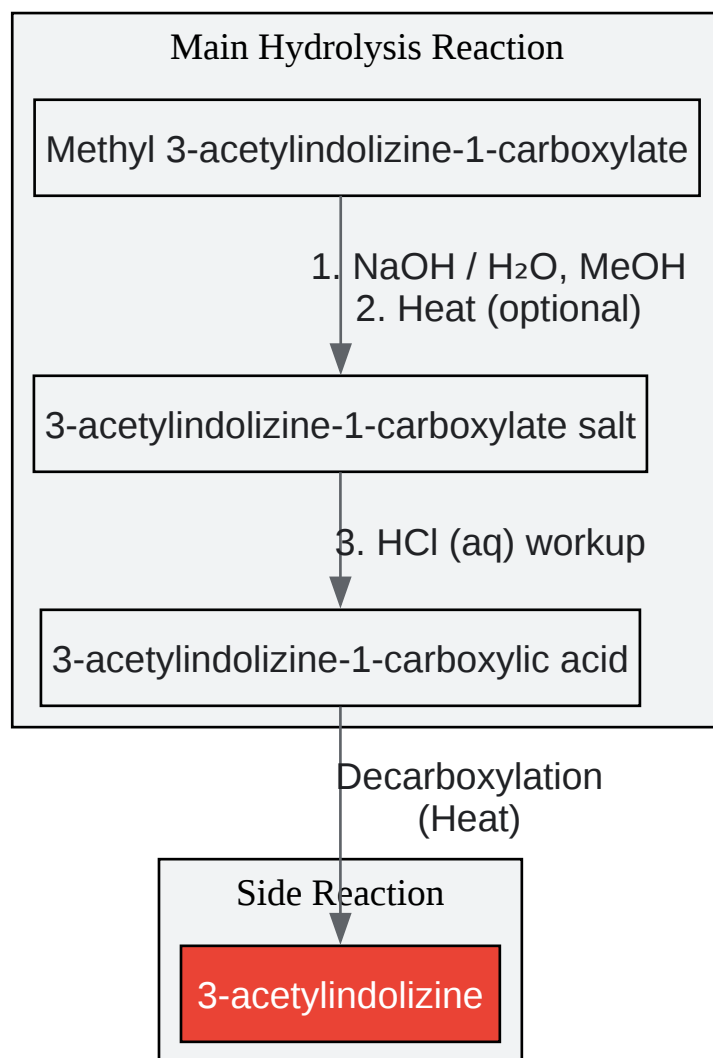 Main Hydrolysis Reaction
Methyl 3-acetylindolizine-1-carboxylate
1. NaOH / H₂O, MeOH
2. Heat (optional)
3-acetylindolizine-1-carboxylate salt
3. HCl (aq) workup
3-acetylindolizine-1-carboxylic acid
Decarboxylation
(Heat)
Side Reaction
3-acetylindolizine